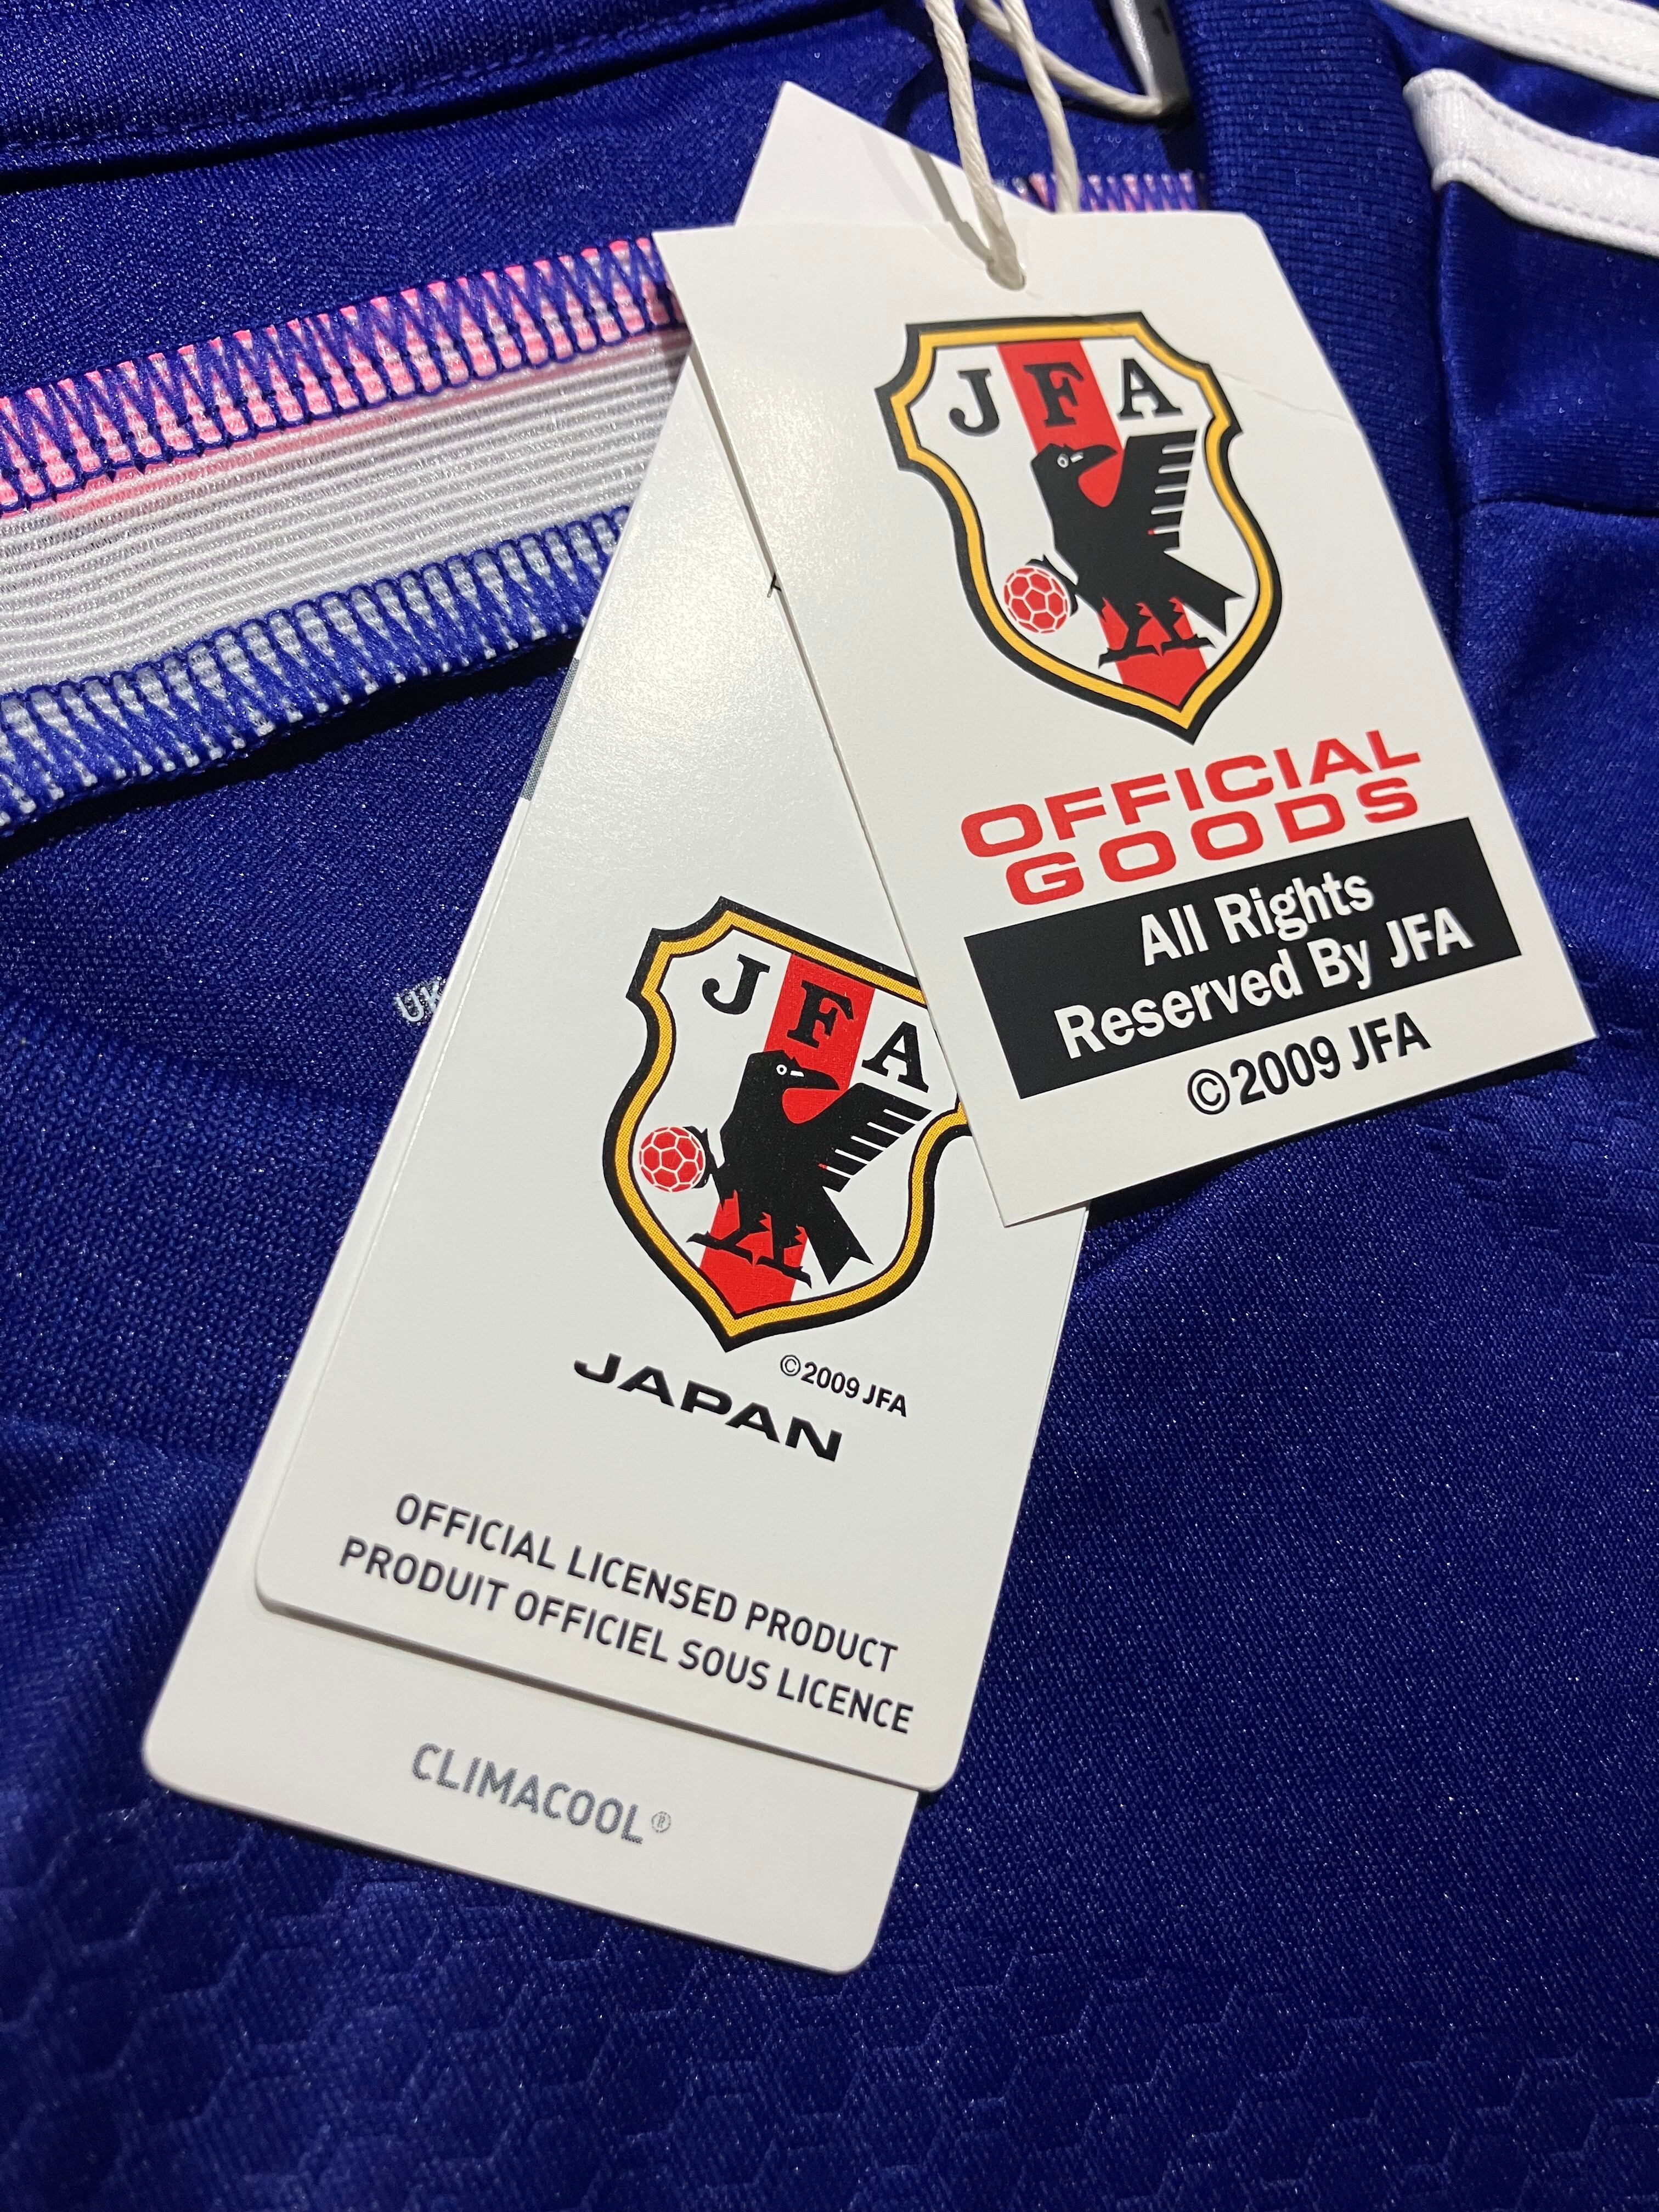 JFA
OFFICIAL
GOODS
All Rights
Reserved By JFA
©2009 JFA
UK
JFA
©2009 JFA
JAPAN
OFFICIAL LICENSED PRODUCT
PRODUIT OFFICIEL SOUS LICENCE
CLIMACOOL®